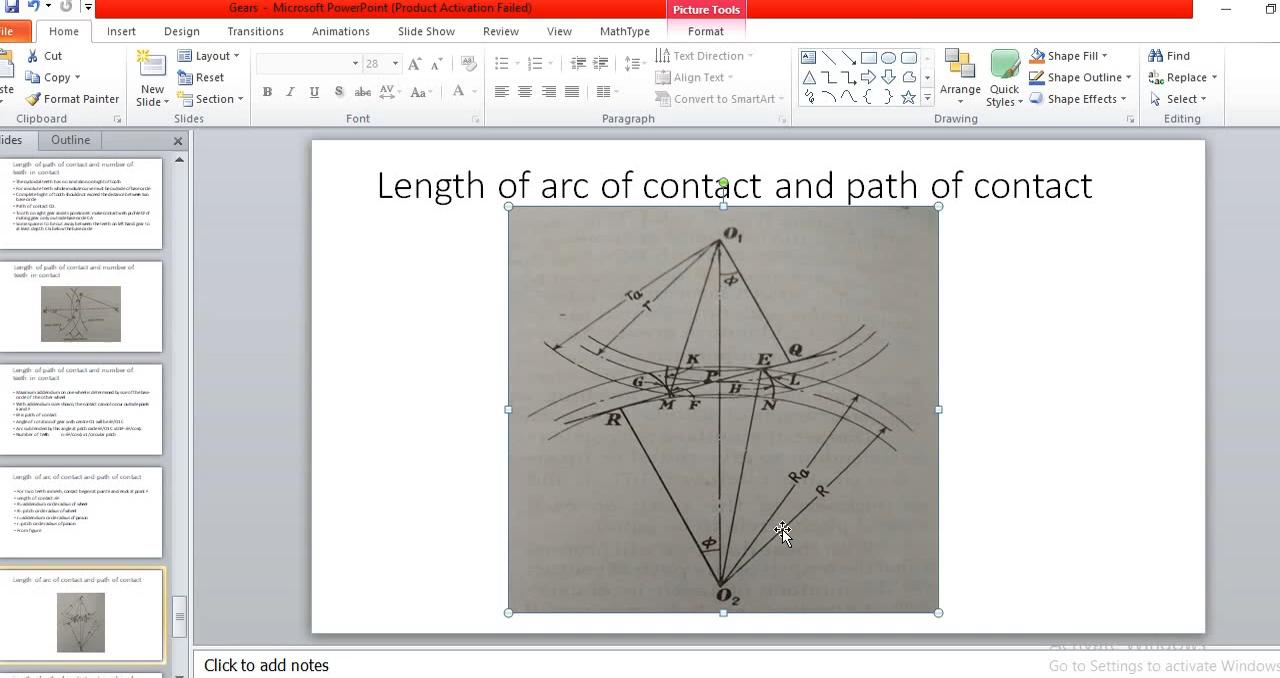 Gears - Microsoft PowerPoint (Product Activation Failed)
Picture Tools
File Home Insert Design Transitions Animations Slide Show Review View MathType Format
Cut
Copy
Format Painter
Clipboard
New Slide
Layout
Reset
Section
Slides
28
Font
Text Direction
Align Text
Convert to SmartArt
Paragraph
Arrange
Quick Styles
Shape Fill
Shape Outline
Shape Effects
Drawing
Find
Replace
Select
Editing
Outline
Length of path of contact and number of
teeth in contact
Length of path of contact and number of
teeth in contact
Length of path of contact and number of
teeth in contact
Length of arc of contact and path of contact
Length of arc of contact and path of contact
Length of arc of contact and path of contact
O1
ϕ
ra
r
K E Q
G P H L
M F N
R
Ra
R
ϕ
O2
Click to add notes
Activate Windows
Go to Settings to activate Windows